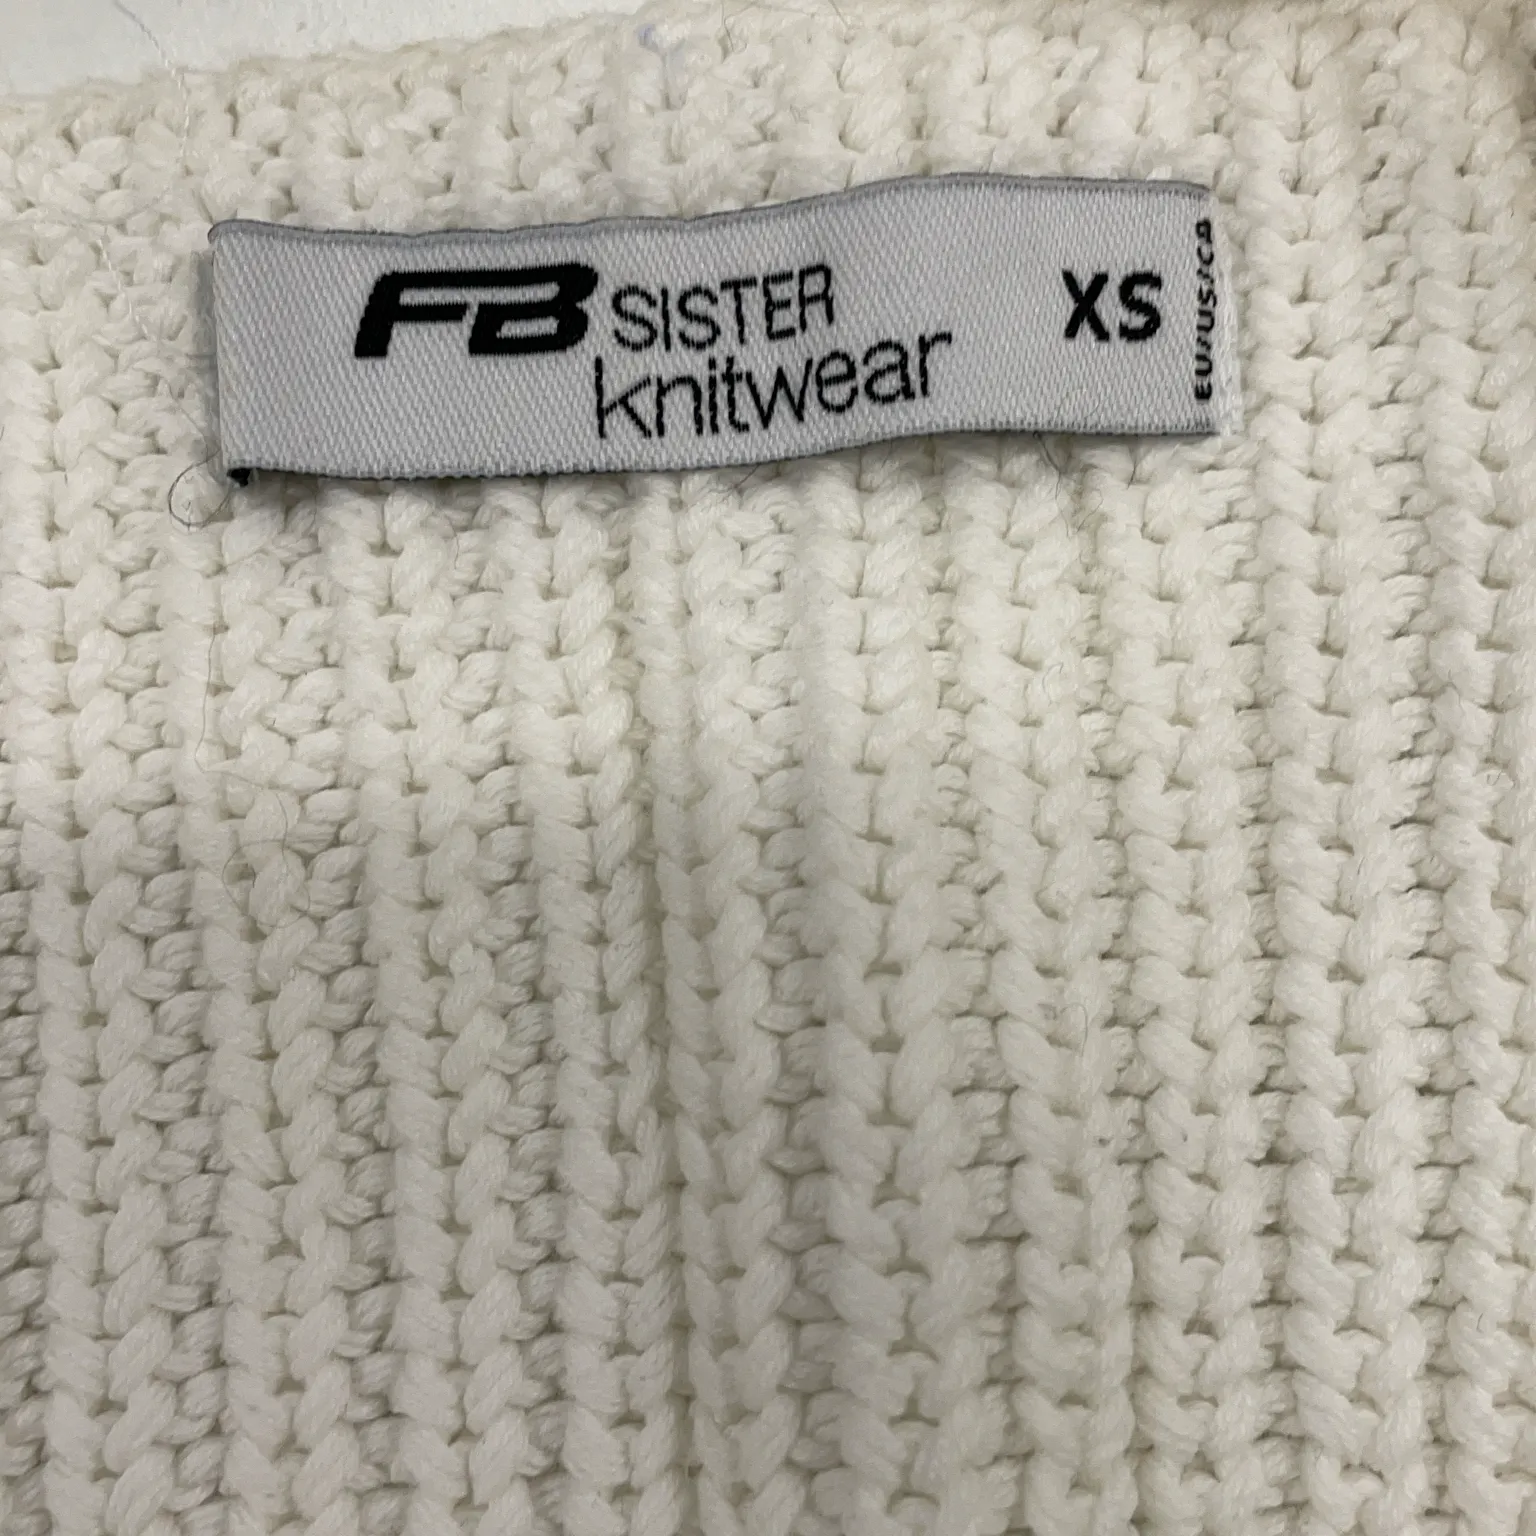 FB SISTER
knitwear
XS
EU/US/CA